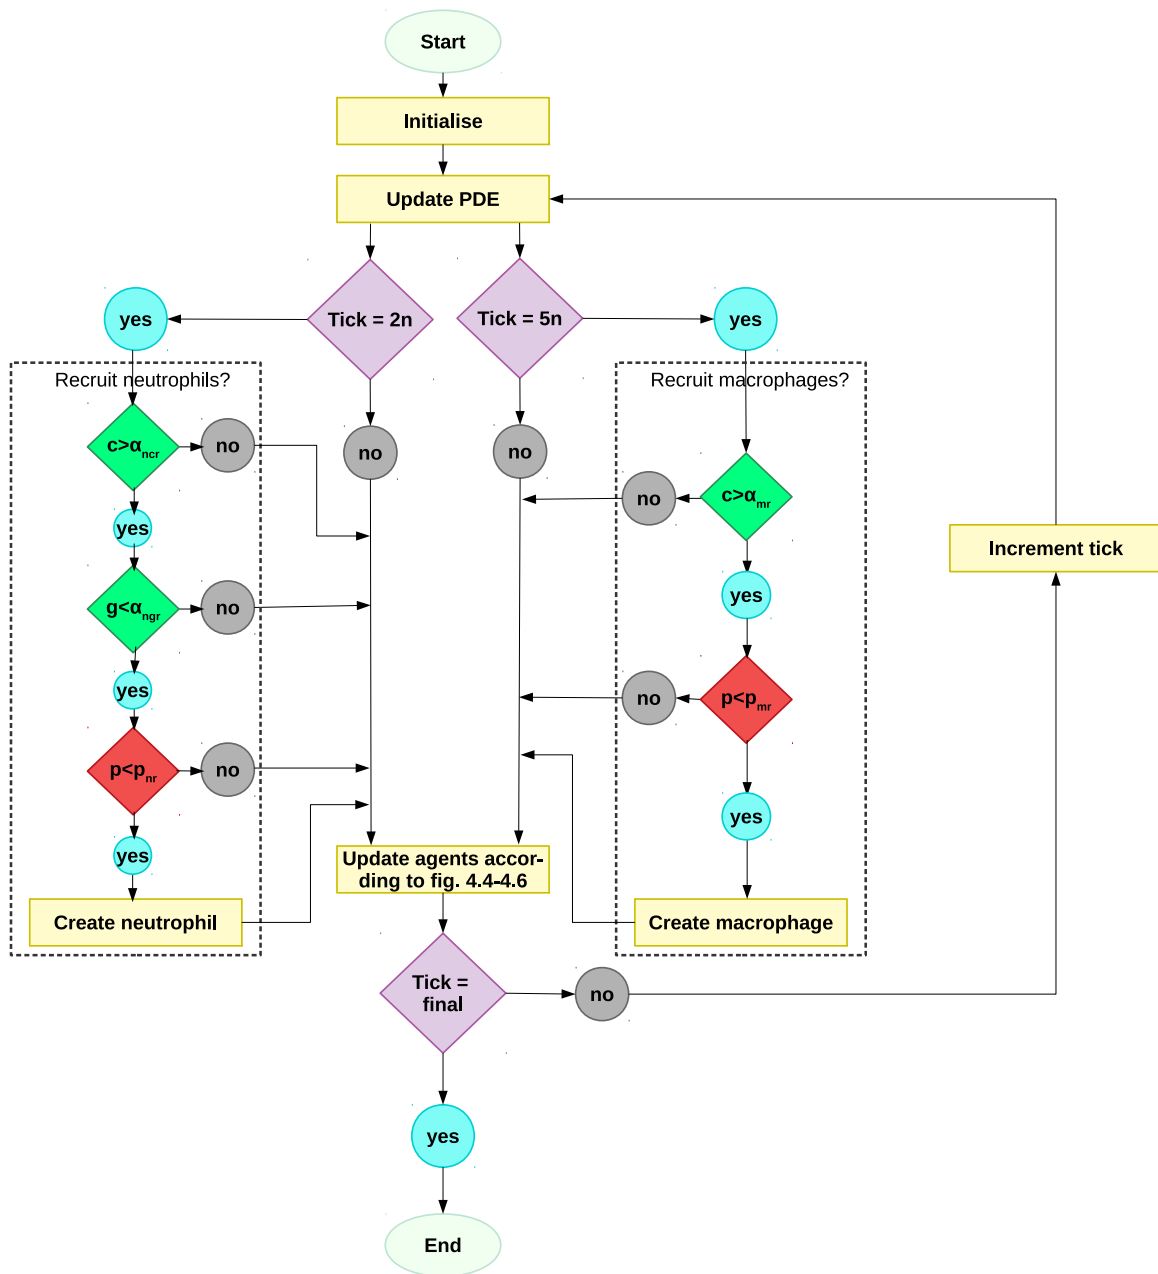 Start
Initialise
Update PDE
Tick = 2n
Tick = 5n
yes
yes
Recruit neutrophils?
Recruit macrophages?
c>αncr
no
no
no
c>αmr
no
yes
Increment tick
yes
g<αngr
no
yes
p<pmr
no
yes
p<pnr
no
yes
yes
Update agents accor-
ding to fig. 4.4-4.6
Create neutrophil
Create macrophage
Tick =
final
no
yes
End